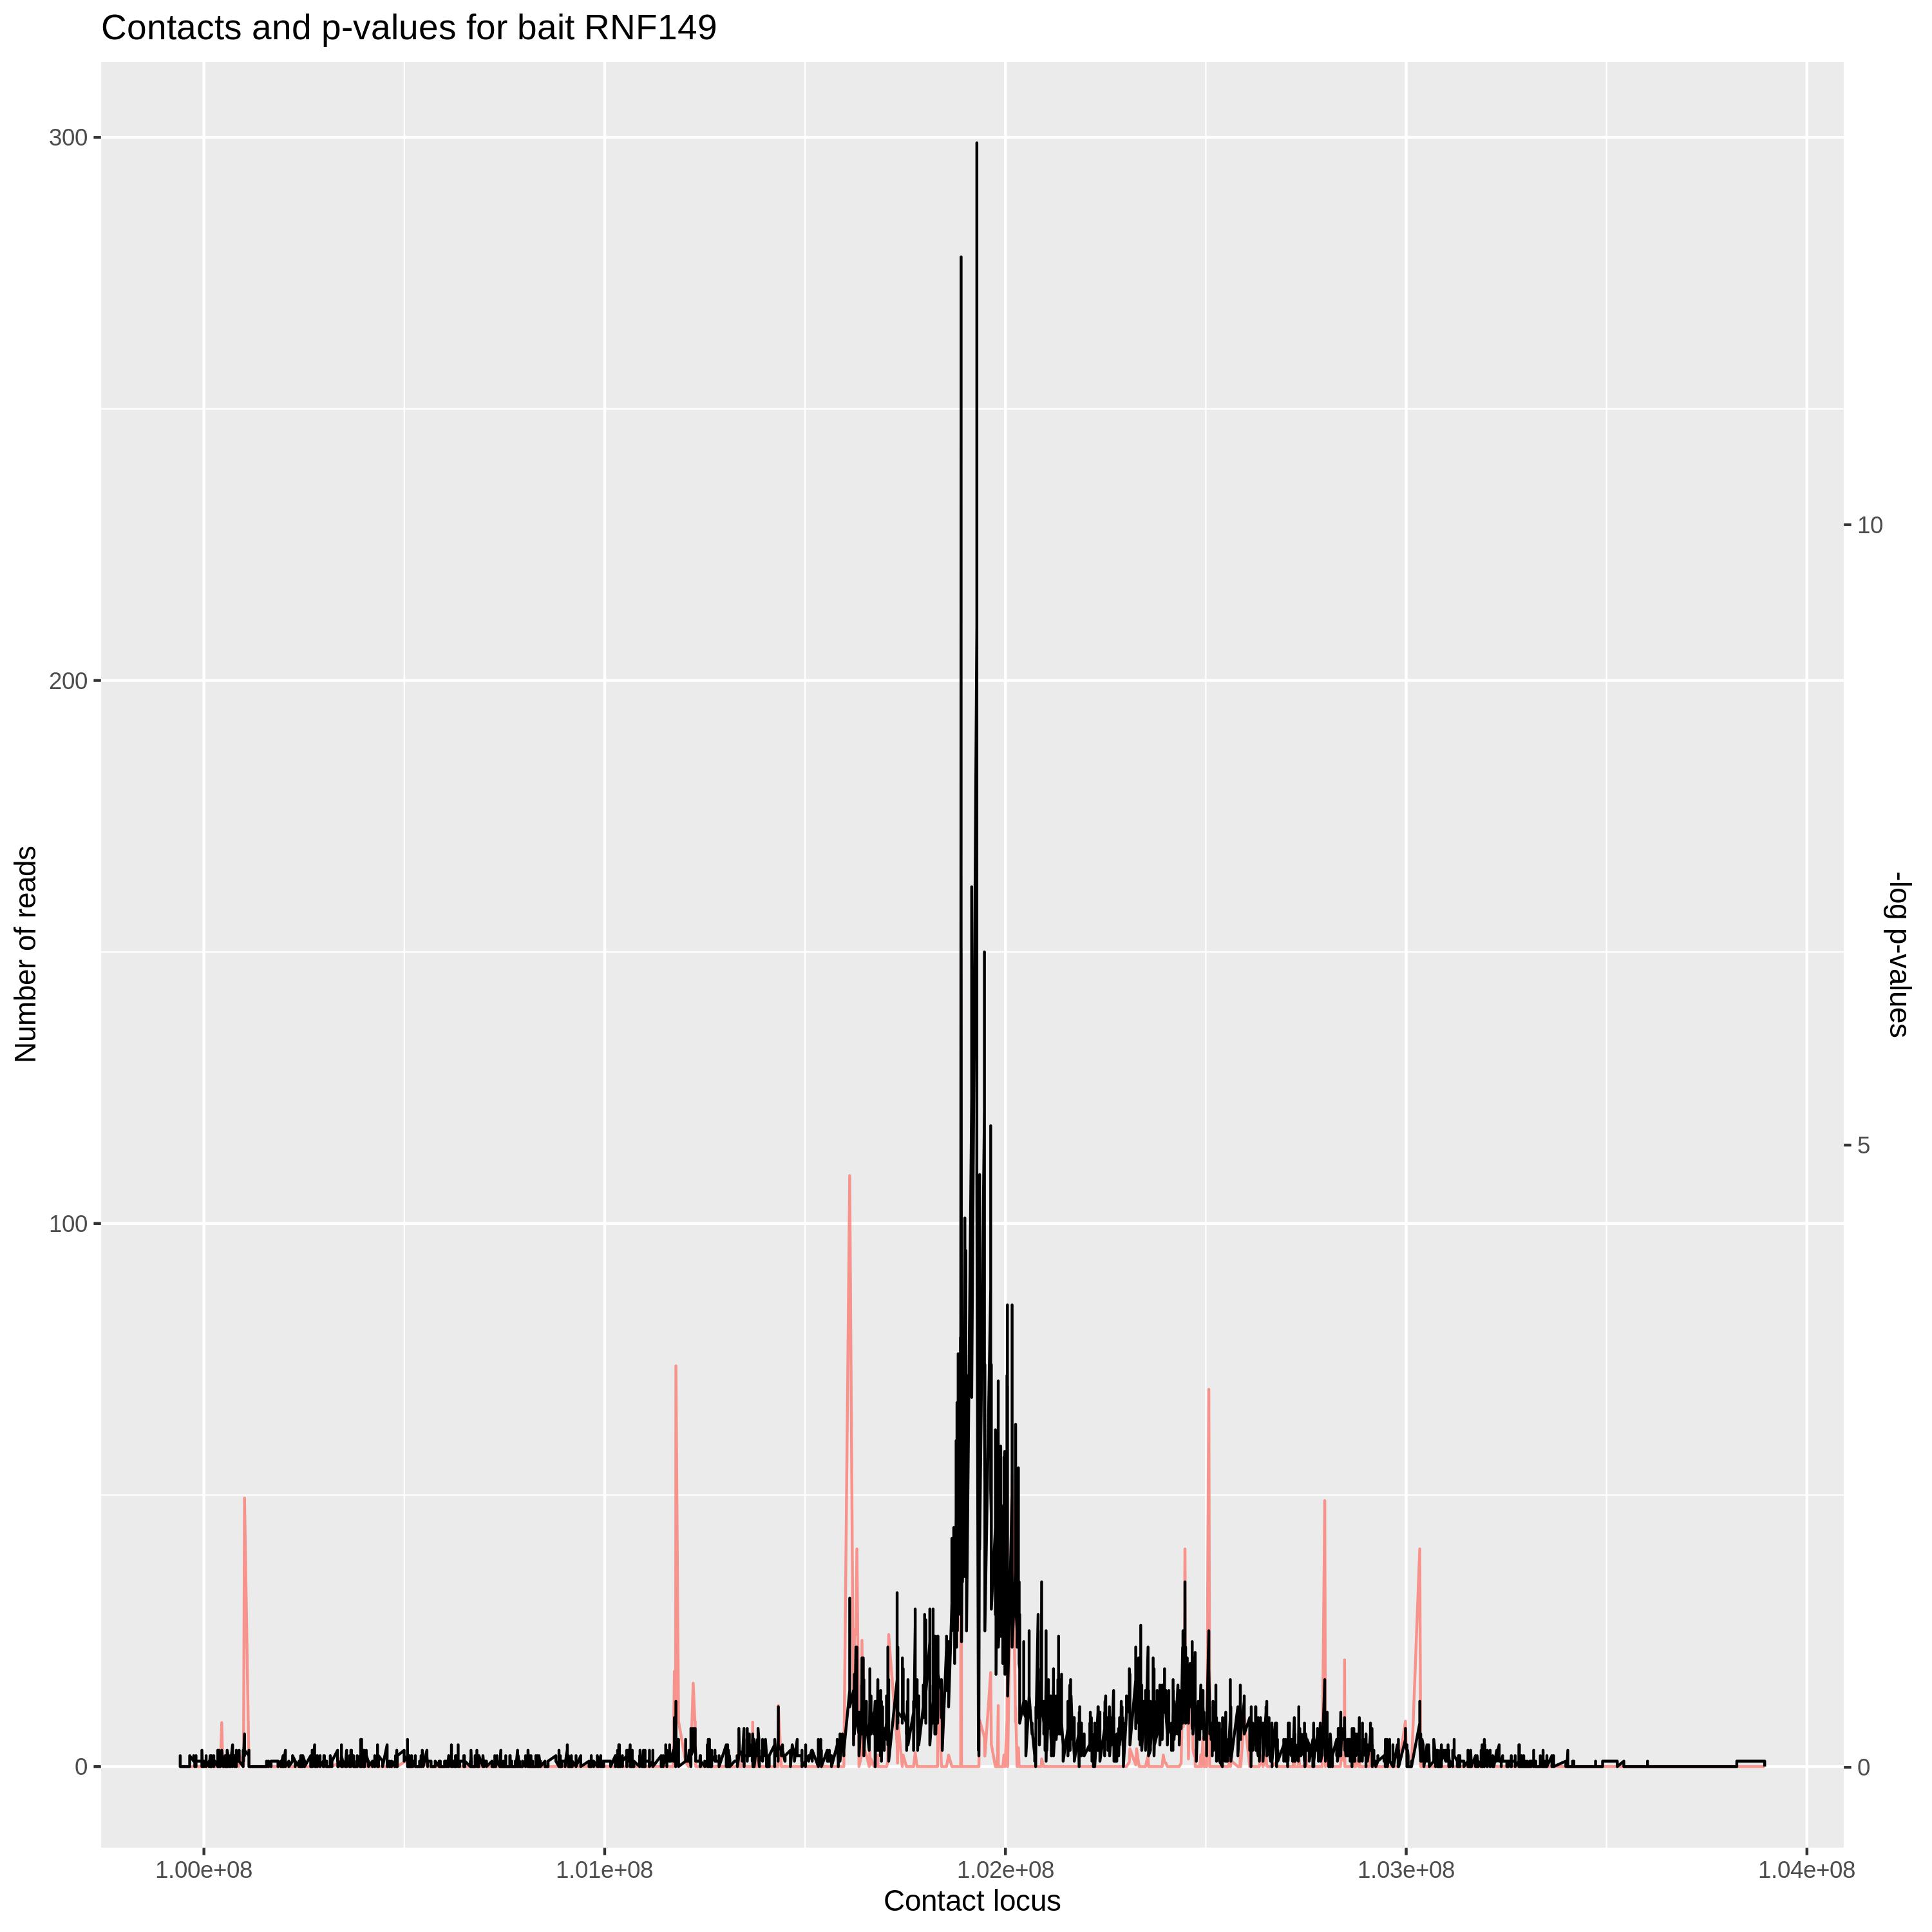 Contacts and p-values for bait RNF149
300
200
100
0
Number of reads
10
5
0
-log p-values
1.00e+08
1.01e+08
1.02e+08
1.03e+08
1.04e+08
Contact locus